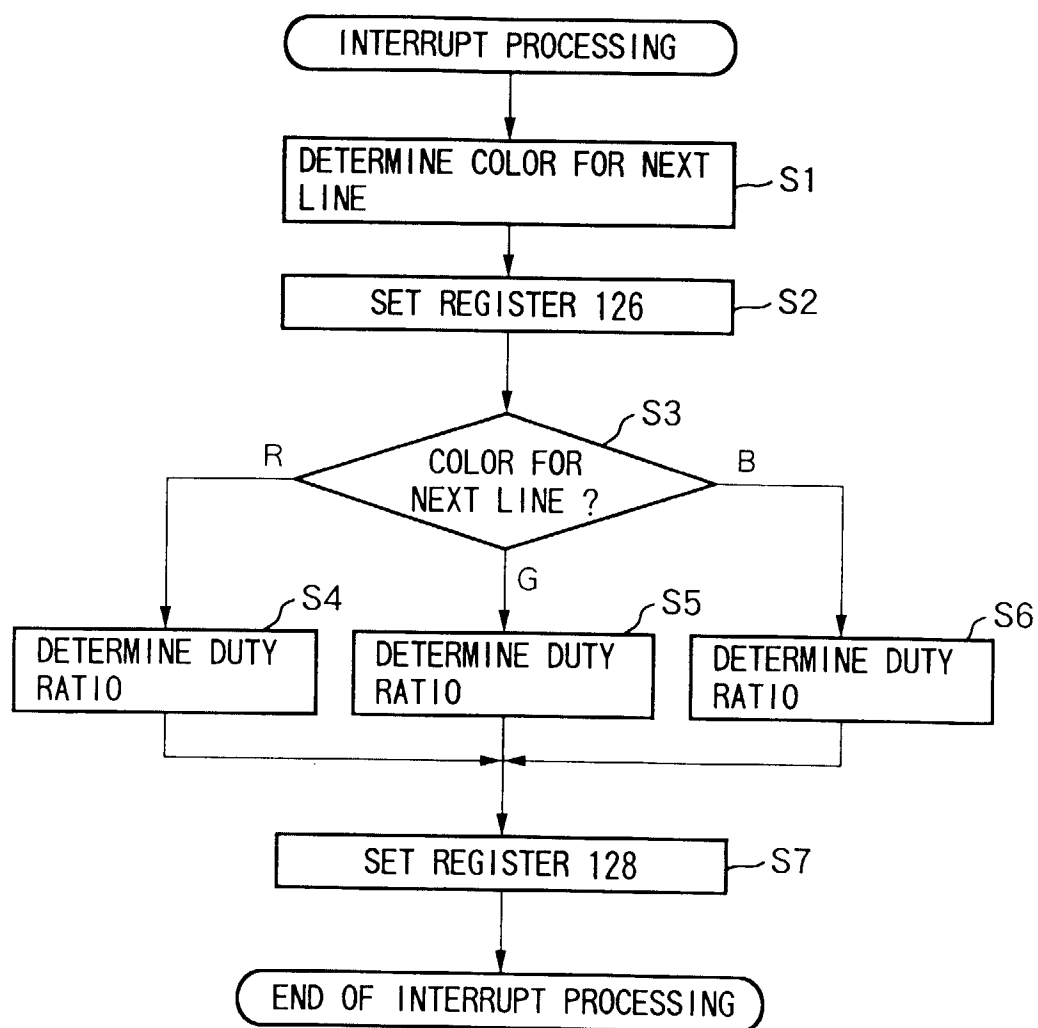 INTERRUPT PROCESSING
DETERMINE COLOR FOR NEXT
LINE
S1
SET REGISTER 126
S2
S3
R
COLOR FOR
NEXT LINE ?
B
G
S4
DETERMINE DUTY
RATIO
S5
DETERMINE DUTY
RATIO
S6
DETERMINE DUTY
RATIO
SET REGISTER 128
S7
END OF INTERRUPT PROCESSING